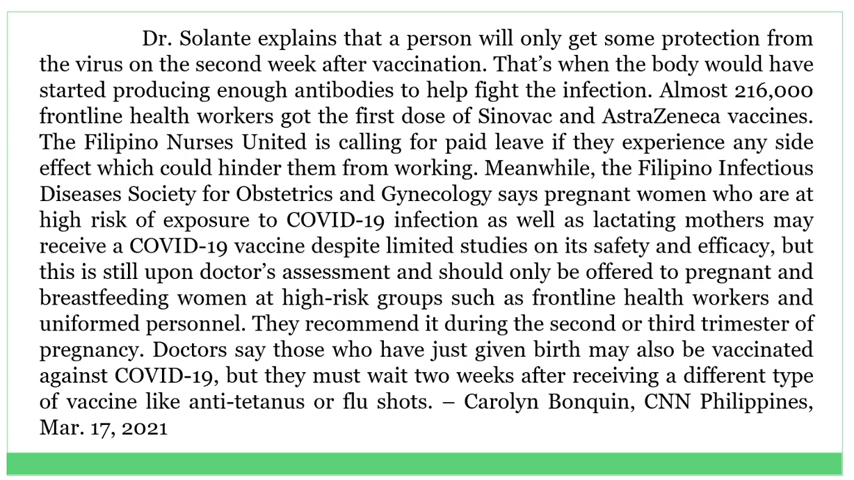 Dr. Solante explains that a person will only get some protection from
the virus on the second week after vaccination. That's when the body would have
started producing enough antibodies to help fight the infection. Almost 216,000
frontline health workers got the first dose of Sinovac and AstraZeneca vaccines.
The Filipino Nurses United is calling for paid leave if they experience any side
effect which could hinder them from working. Meanwhile, the Filipino Infectious
Diseases Society for Obstetrics and Gynecology says pregnant women who are at
high risk of exposure to COVID-19 infection as well as lactating mothers may
receive a COVID-19 vaccine despite limited studies on its safety and efficacy, but
this is still upon doctor's assessment and should only be offered to pregnant and
breastfeeding women at high-risk groups such as frontline health workers and
uniformed personnel. They recommend it during the second or third trimester of
pregnancy. Doctors say those who have just given birth may also be vaccinated
against COVID-19, but they must wait two weeks after receiving a different type
of vaccine like anti-tetanus or flu shots. – Carolyn Bonquin, CNN Philippines,
Mar. 17, 2021